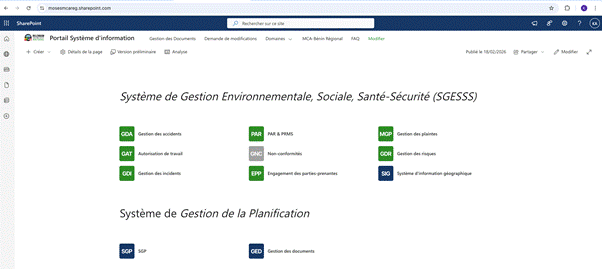 mosesmcareg.sharepoint.com
SharePoint
Rechercher sur ce site
KA
Portail Système d'information
Gestion des Documents
Demande de modifications
Domaines
MCA-Bénin Régional
FAQ
Modifier
Créer
Détails de la page
Version préliminaire
Analyse
Publié le 18/02/2026
Partager
Modifier
Système de Gestion Environnementale, Sociale, Santé-Sécurité (SGESSS)
GDA Gestion des accidents
PAR PAR & PRMS
MGP Gestion des plaintes
GAT Autorisation de travail
GNC Non-conformités
GDR Gestion des risques
GDI Gestion des incidents
EPP Engagement des parties-prenantes
SIG Système d'information géographique
Système de Gestion de la Planification
SGP SGP
GED Gestion des documents